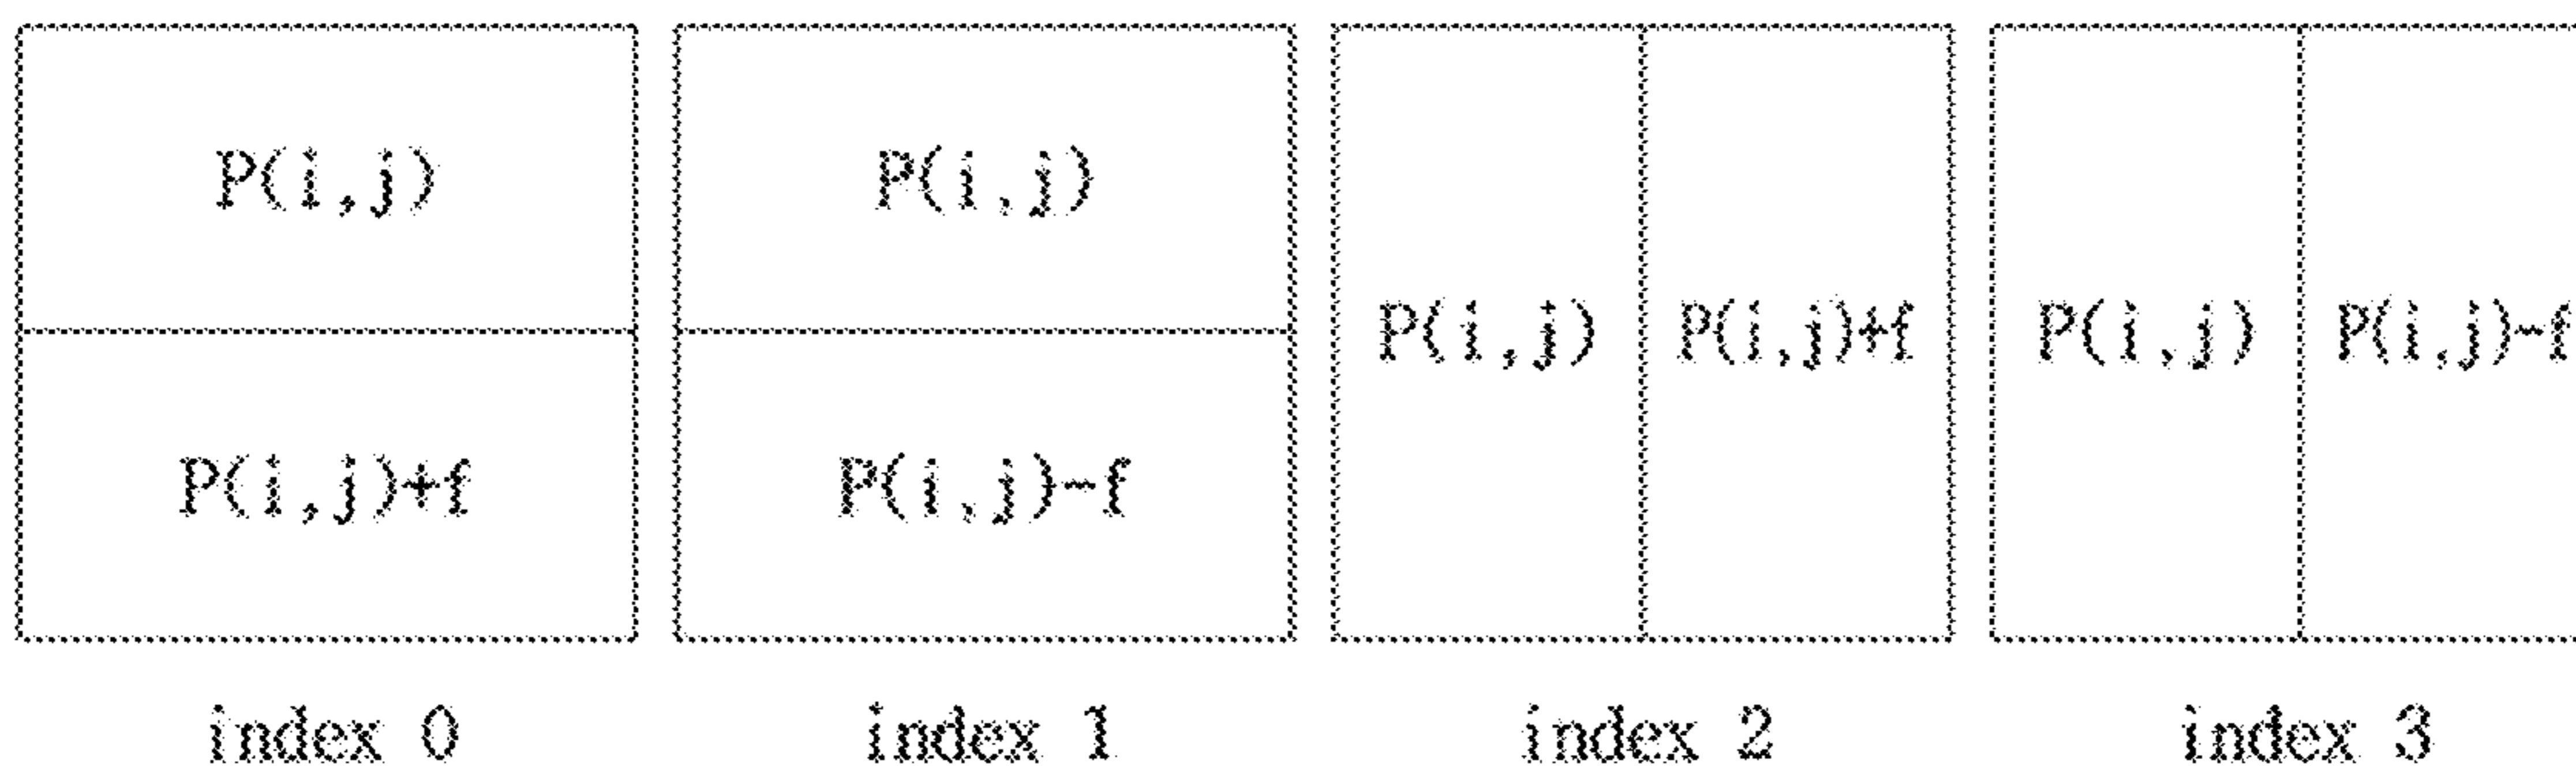 P(i,j) P(i,j)
P(i,j) P(i,j)+f P(i,j) P(i,j)-f
P(i,j)+f P(i,j)-f
index 0 index 1 index 2 index 3